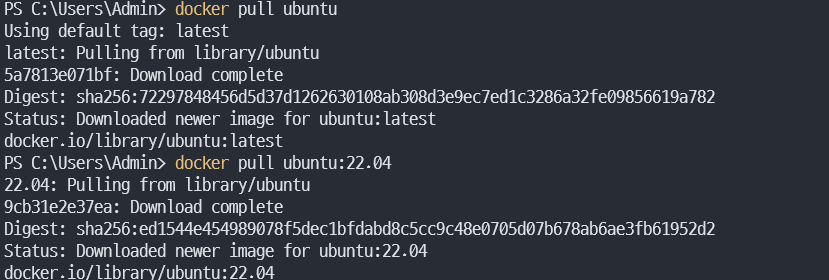 PS C:\Users\Admin> docker pull ubuntu
Using default tag: latest
latest: Pulling from library/ubuntu
5a7813e071bf: Download complete
Digest: sha256:72297848456d5d37d1262630108ab308d3e9ec7ed1c3286a32fe09856619a782
Status: Downloaded newer image for ubuntu:latest
docker.io/library/ubuntu:latest
PS C:\Users\Admin> docker pull ubuntu:22.04
22.04: Pulling from library/ubuntu
9cb31e2e37ea: Download complete
Digest: sha256:ed1544e454989078f5dec1bfdabd8c5cc9c48e0705d07b678ab6ae3fb61952d2
Status: Downloaded newer image for ubuntu:22.04
docker.io/library/ubuntu:22.04